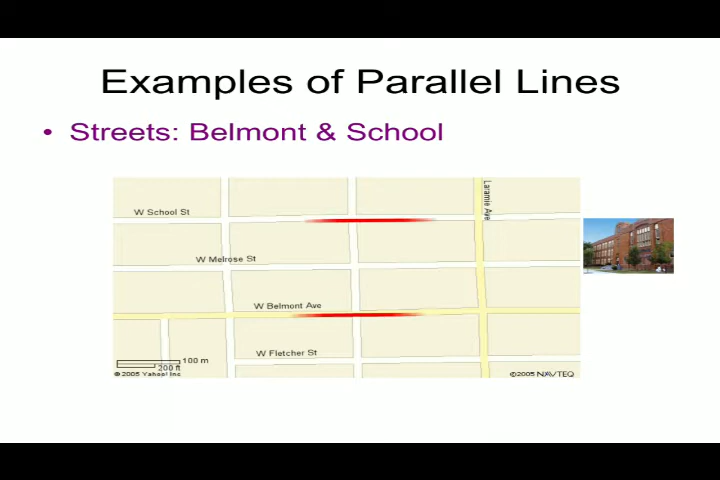 Examples of Parallel Lines
• Streets: Belmont & School
Laramie Ave
W School St
W Melrose St
W Belmont Ave
W Fletcher St
100 m
200 ft
©2005 Yahoo! Inc
©2005 NAVTEQ